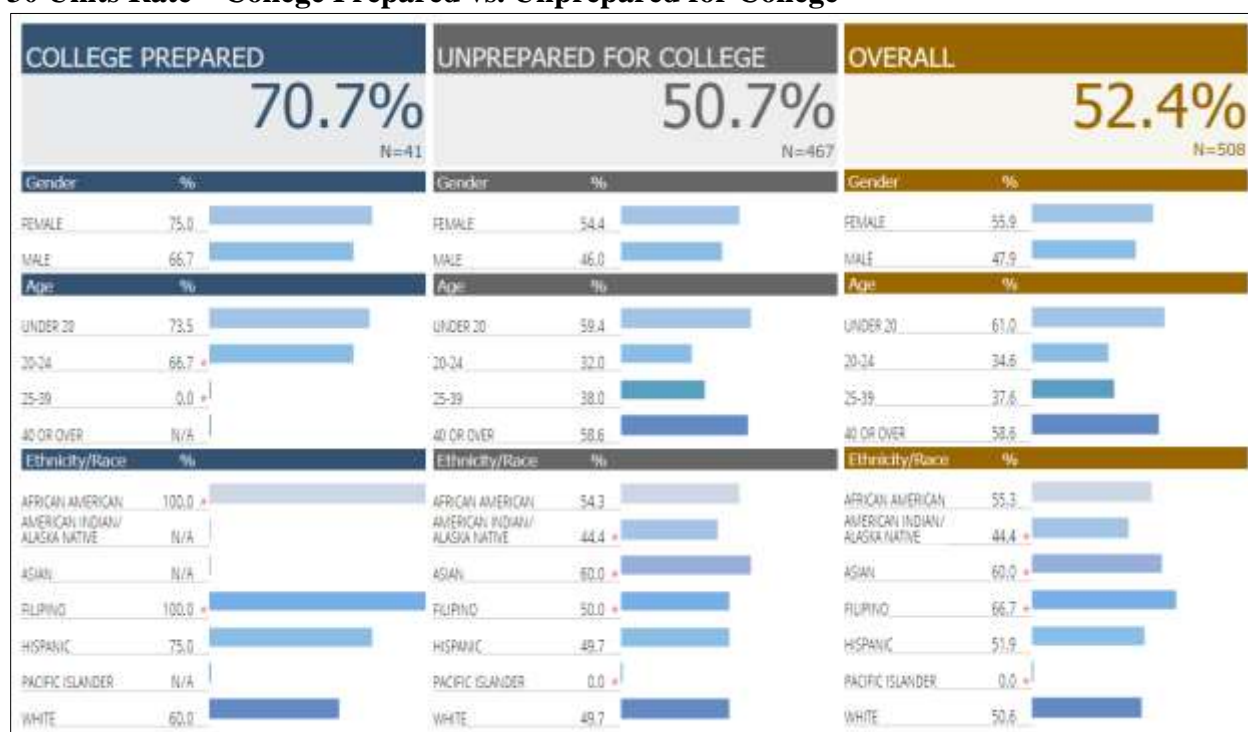 30 Units Rate – College Prepared vs. Unprepared for College
COLLEGE PREPARED
70.7%
N=41
Gender %
FEMALE 75.0
MALE 66.7
Age %
UNDER 20 73.5
20-24 66.7 *
25-39 0.0 *
40 OR OVER N/A
Ethnicity/Race %
AFRICAN AMERICAN 100.0 *
AMERICAN INDIAN/
ALASKA NATIVE N/A
ASIAN N/A
FILIPINO 100.0 *
HISPANIC 75.0
PACIFIC ISLANDER N/A
WHITE 60.0
UNPREPARED FOR COLLEGE
50.7%
N=467
Gender %
FEMALE 54.4
MALE 46.0
Age %
UNDER 20 59.4
20-24 32.0
25-39 38.0
40 OR OVER 58.6
Ethnicity/Race %
AFRICAN AMERICAN 54.3
AMERICAN INDIAN/
ALASKA NATIVE 44.4 *
ASIAN 60.0 *
FILIPINO 50.0 *
HISPANIC 49.7
PACIFIC ISLANDER 0.0 *
WHITE 49.7
OVERALL
52.4%
N=508
Gender %
FEMALE 55.9
MALE 47.9
Age %
UNDER 20 61.0
20-24 34.6
25-39 37.6
40 OR OVER 58.6
Ethnicity/Race %
AFRICAN AMERICAN 55.3
AMERICAN INDIAN/
ALASKA NATIVE 44.4 *
ASIAN 60.0 *
FILIPINO 66.7 *
HISPANIC 51.9
PACIFIC ISLANDER 0.0 *
WHITE 50.6